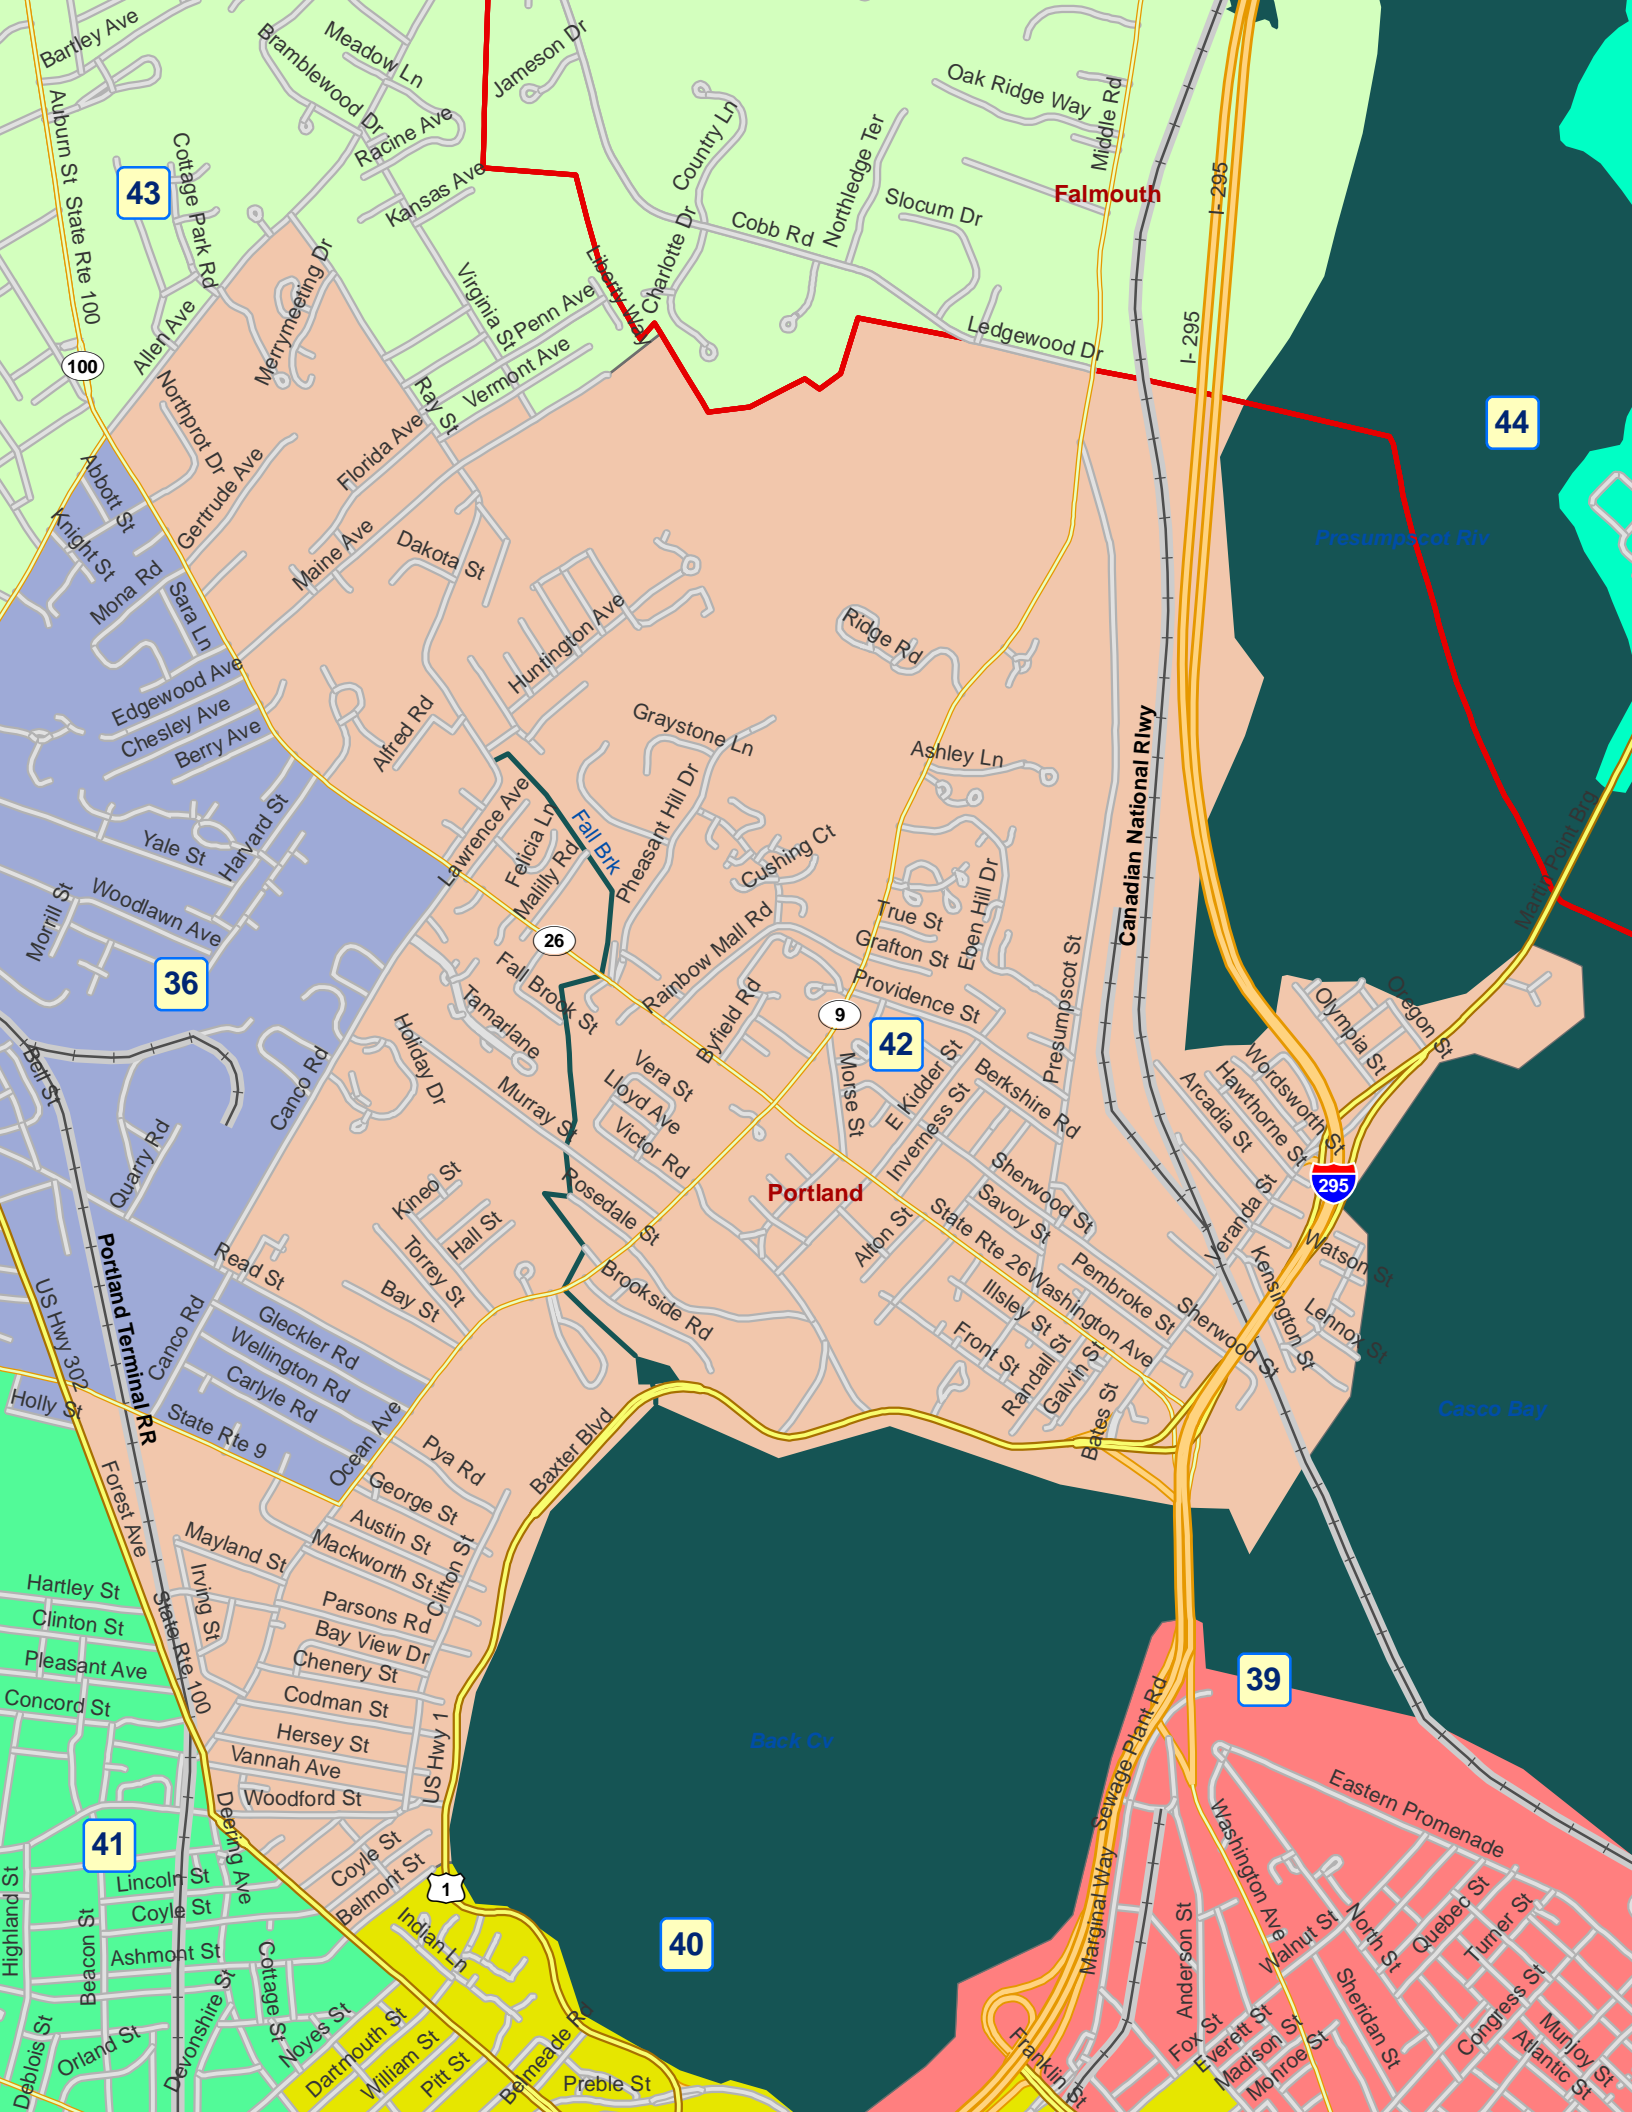 Bartley Ave
Bramblewood Dr
Meadow Ln
Jameson Dr
Racine Ave
Kansas Ave
Auburn St
State Rte 100
Cottage Park Rd
43
Country Ln
Charlotte Dr
Cobb Rd
Northledge Ter
Slocum Dr
Oak Ridge Way
Middle Rd
Falmouth
I- 295
I- 295
Liberty Way
Virginia St
Penn Ave
Vermont Ave
Merrymeeting Dr
Allen Ave
100
Ray St
Ledgewood Dr
44
Northprot Dr
Gertrude Ave
Florida Ave
Maine Ave
Dakota St
Abbott St
Knight St
Mona Rd
Sara Ln
Presumpscot Riv
Huntington Ave
Ridge Rd
Edgewood Ave
Chesley Ave
Berry Ave
Alfred Rd
Graystone Ln
Ashley Ln
Canadian National Rlwy
Lawrence Ave
Felicia Ln
Malilly Rd
Fall Brk
Pheasant Hill Dr
Cushing Ct
Yale St
Harvard St
Woodlawn Ave
Morrill St
36
26
Martin Point Brg
True St
Grafton St
Eben Hill Dr
Rainbow Mall Rd
Providence St
Presumpscot St
Fall Brook St
Tamarlane
Byfield Rd
9
42
Olympia St
Oregon St
Bell St
Canco Rd
Holiday Dr
Murray St
Vera St
Lloyd Ave
Victor Rd
Morse St
E Kidder St
Inverness St
Berkshire Rd
Wordsworth St
Hawthorne St
Arcadia St
Quarry Rd
Kineo St
Hall St
Torrey St
Bay St
Rosedale St
Brookside Rd
Portland
Sherwood St
Savoy St
Alton St
State Rte 26
Washington Ave
295
Veranda St
Kensington St
Watson St
Lennox St
Pembroke St
Sherwood St
Illsley St
Front St
Randall St
Galvin St
Bates St
Read St
US Hwy 302
Portland Terminal RR
Canco Rd
Gleckler Rd
Wellington Rd
Carlyle Rd
State Rte 9
Ocean Ave
Holly St
Casco Bay
Baxter Blvd
Pya Rd
George St
Austin St
Mackworth St
Clifton St
Forest Ave
Mayland St
Irving St
Hartley St
Clinton St
Pleasant Ave
Concord St
State Rte 100
Parsons Rd
Bay View Dr
Chenery St
Codman St
Hersey St
Vannah Ave
Woodford St
US Hwy 1
Back Cv
39
Sewage Plant Rd
Eastern Promenade
41
Deering Ave
Coyle St
Belmont St
1
Lincoln St
Coyle St
Ashmont St
Highland St
Beacon St
Cottage St
Indian Ln
40
Marginal Way
Anderson St
Washington Ave
Walnut St
North St
Quebec St
Turner St
Deblois St
Orland St
Devonshire St
Noyes St
Dartmouth St
William St
Pitt St
Belmeade R
Preble St
Franklin St
Fox St
Everett St
Madison St
Monroe St
Sheridan St
Congress St
Munjoy St
Atlantic St